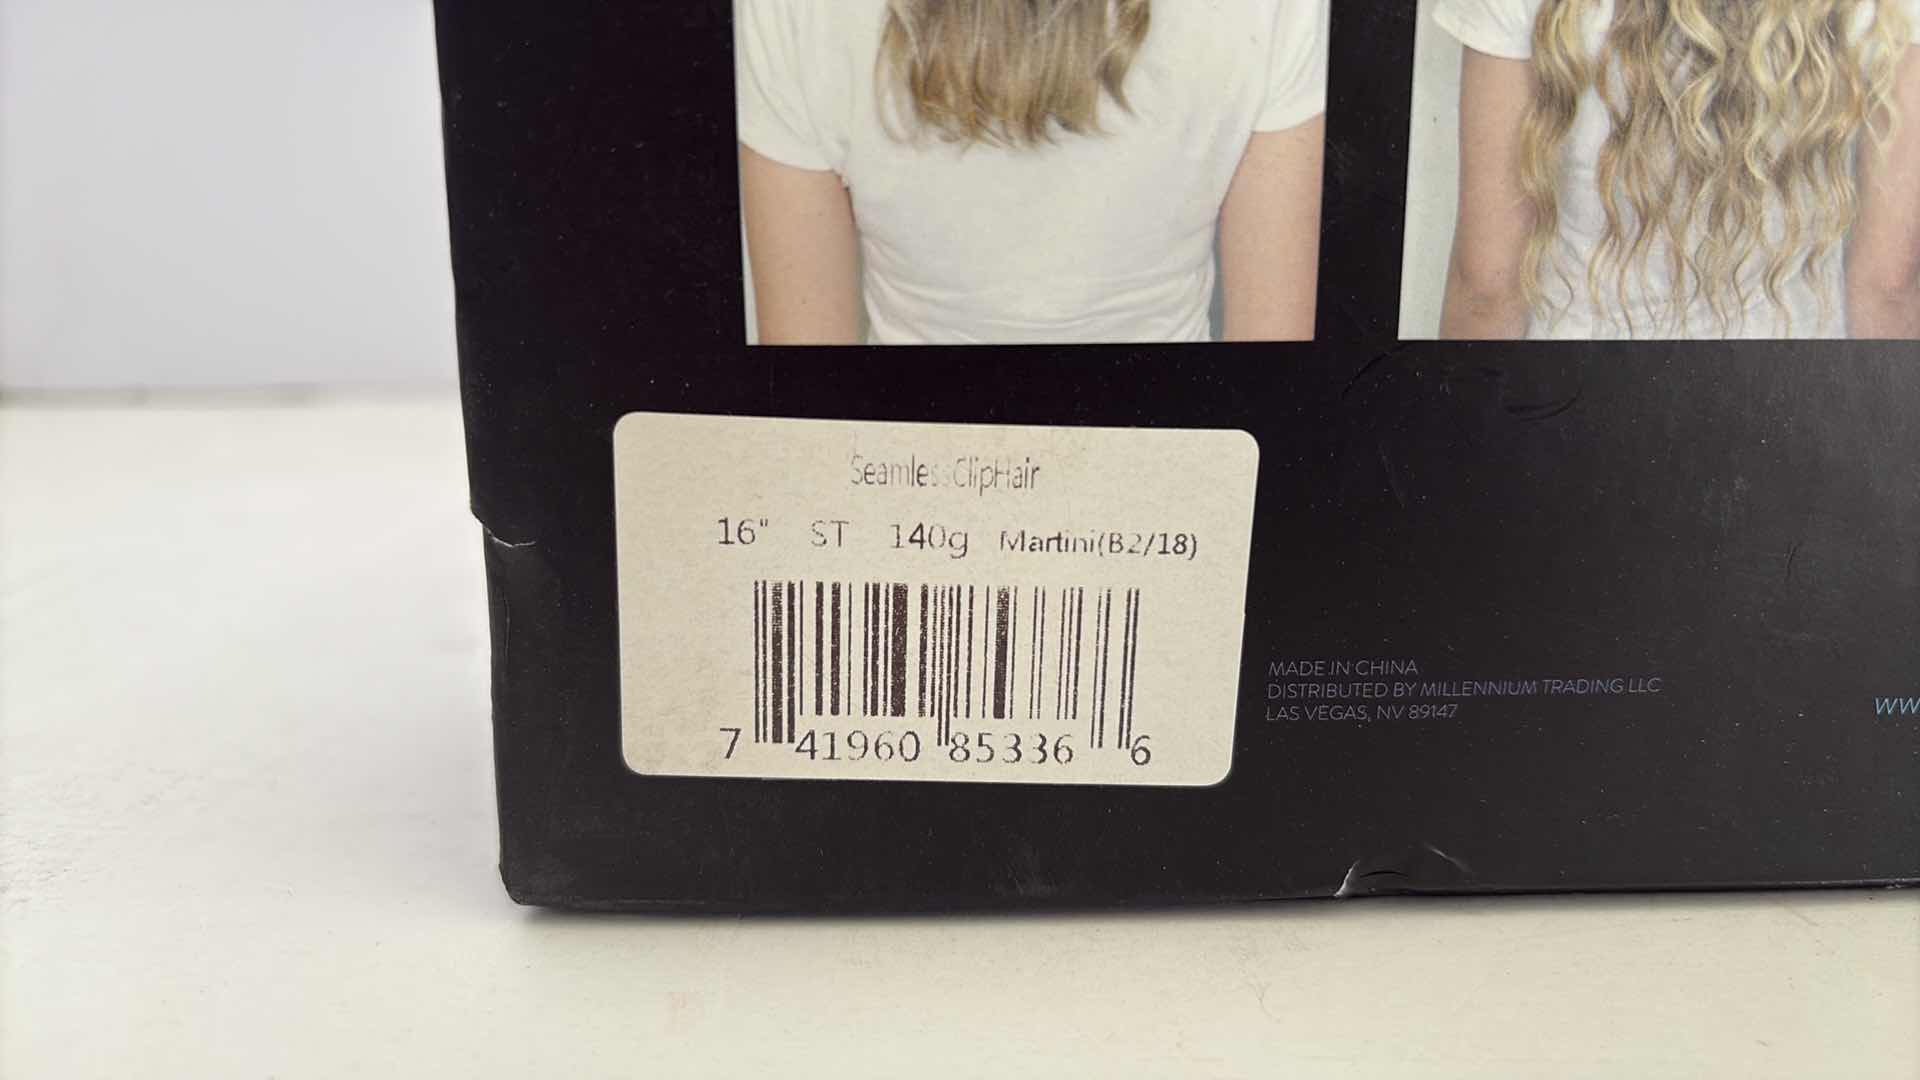 SeamlessClipHair
16" ST 140g Martini(B2/18)
7 41960 85336 6
MADE IN CHINA
DISTRIBUTED BY MILLENNIUM TRADING LLC
LAS VEGAS, NV 89147
ww